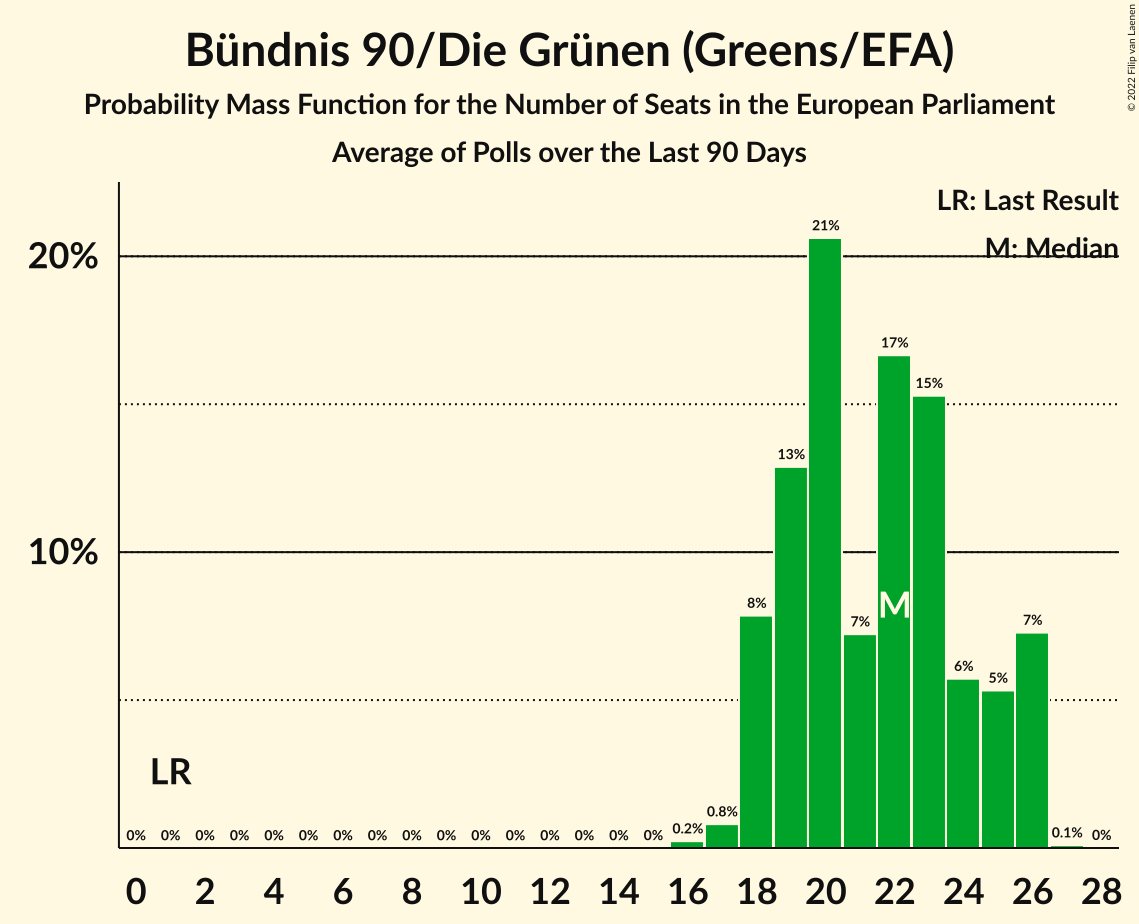 Bündnis 90/Die Grünen (Greens/EFA)
Probability Mass Function for the Number of Seats in the European Parliament
Average of Polls over the Last 90 Days
© 2022 Filip van Laenen
LR: Last Result
M: Median
20%
10%
21%
17%
15%
13%
8%
7%
6%
5%
7%
M
LR
0% 0% 0% 0% 0% 0% 0% 0% 0% 0% 0% 0% 0% 0% 0% 0% 0.2% 0.8% 0.1% 0%
0 2 4 6 8 10 12 14 16 18 20 22 24 26 28